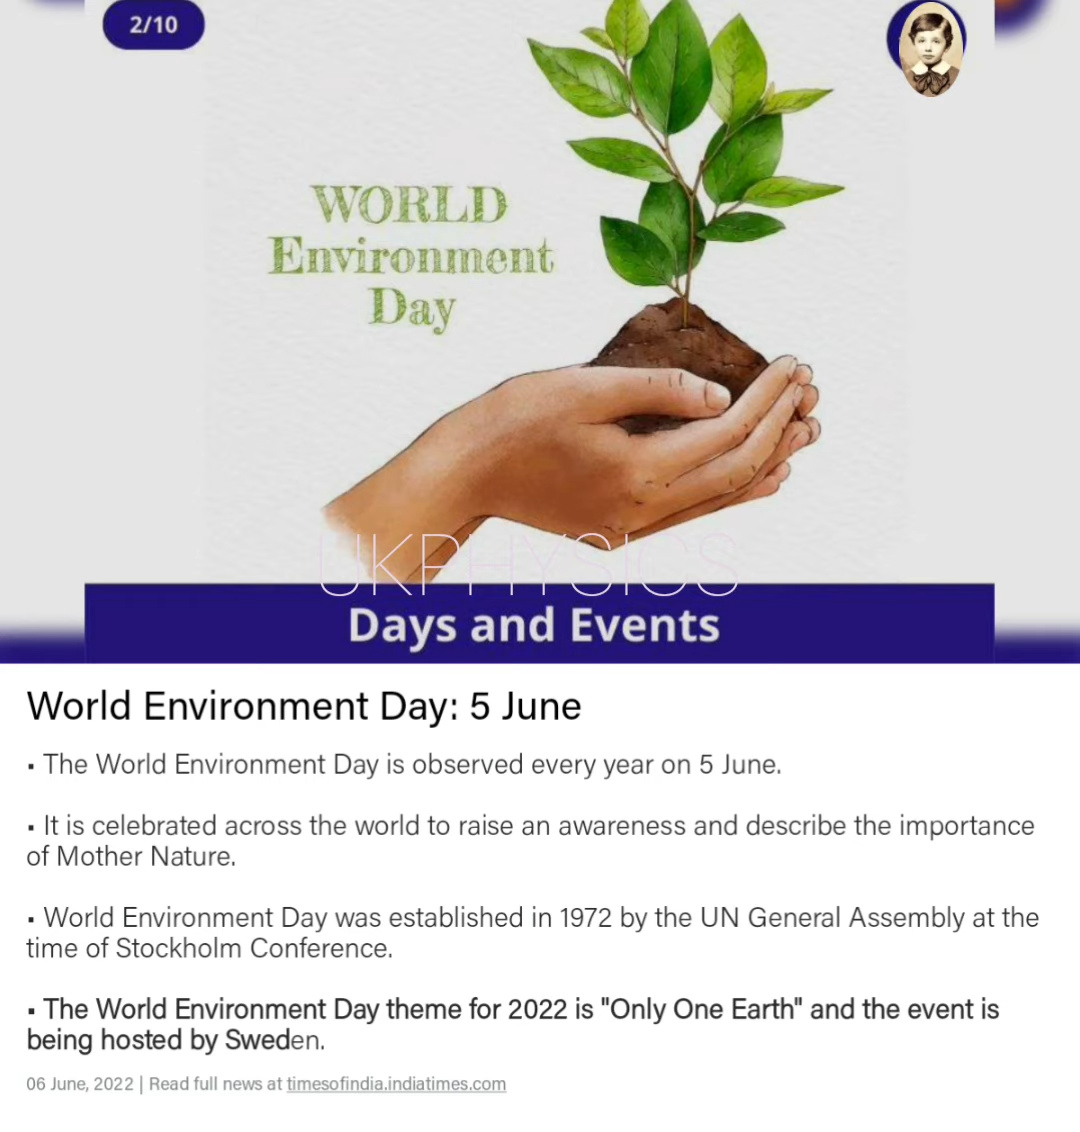 2/10
WORLD
Environment
Day
UKPHYSICS
Days and Events
World Environment Day: 5 June
▪ The World Environment Day is observed every year on 5 June.
▪ It is celebrated across the world to raise an awareness and describe the importance
of Mother Nature.
▪ World Environment Day was established in 1972 by the UN General Assembly at the
time of Stockholm Conference.
▪ The World Environment Day theme for 2022 is "Only One Earth" and the event is
being hosted by Sweden.
06 June, 2022 | Read full news at timesofindia.indiatimes.com